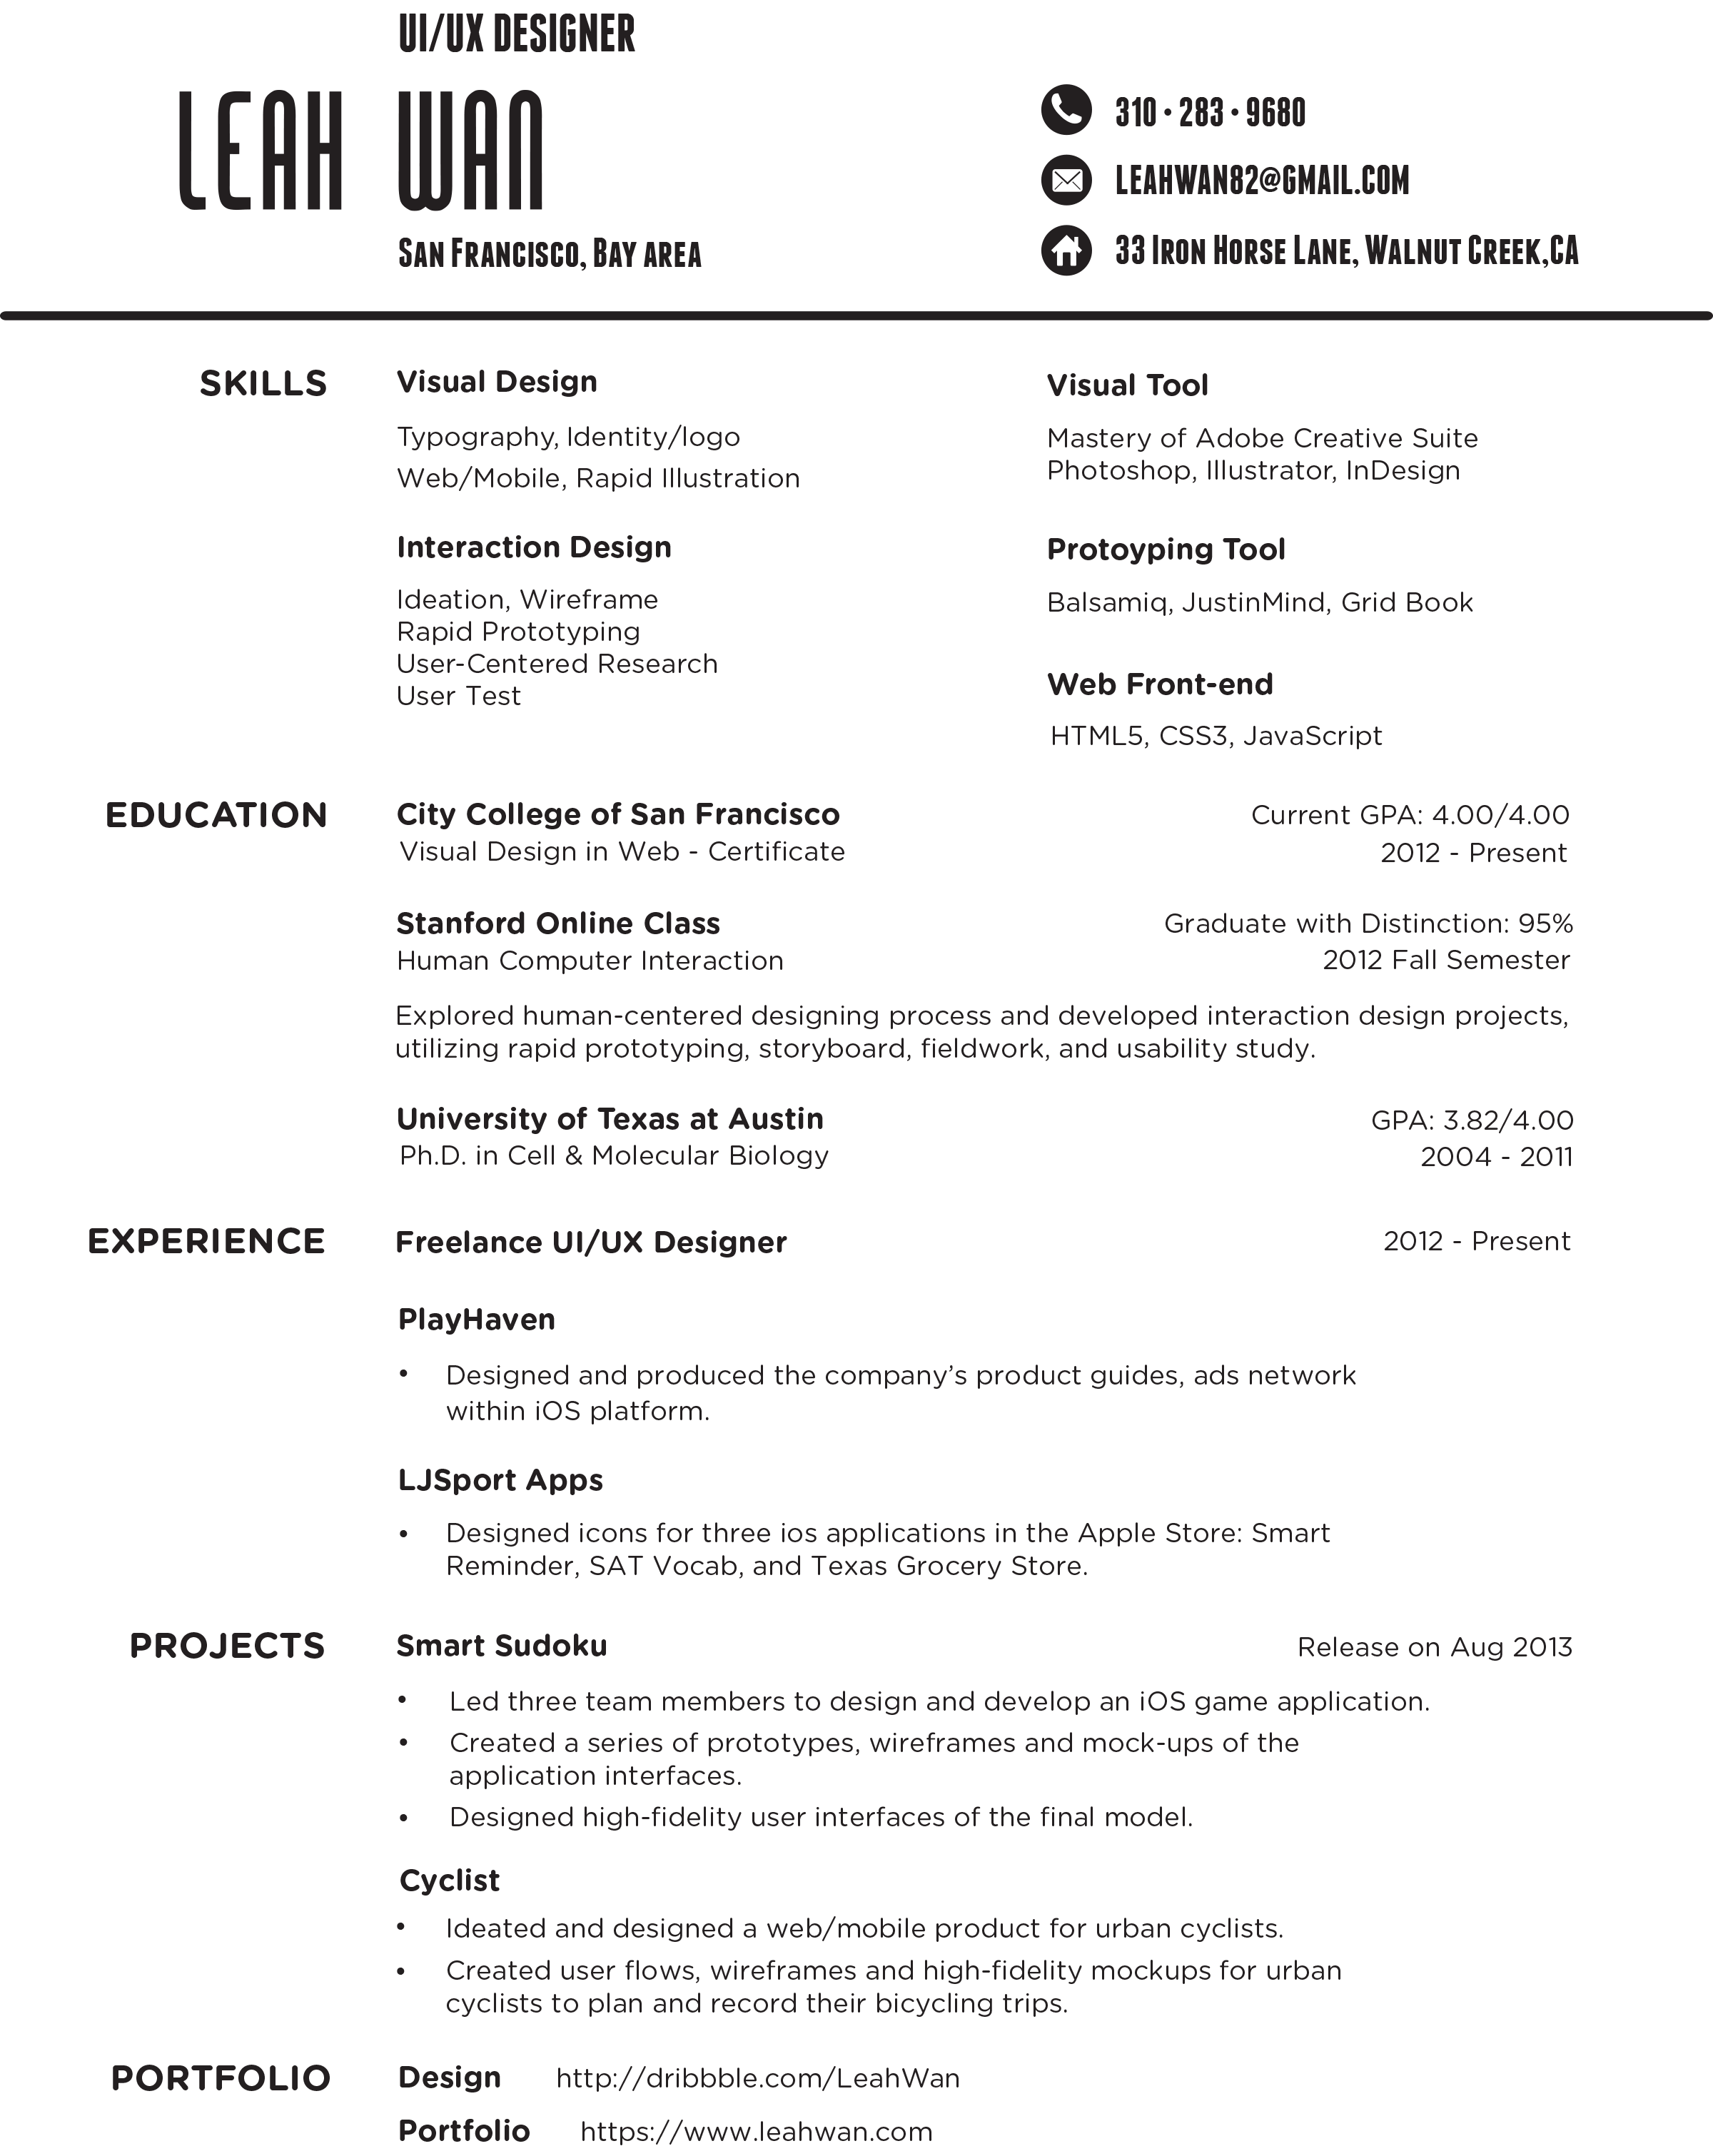 UI/UX DESIGNER
LEAH WAN
San Francisco, Bay area
310 • 283 • 9680
LEAHWAN82@GMAIL.COM
33 Iron Horse Lane, Walnut Creek,CA
SKILLS
Visual Design
Typography, Identity/logo
Web/Mobile, Rapid Illustration
Interaction Design
Ideation, Wireframe
Rapid Prototyping
User-Centered Research
User Test
Visual Tool
Mastery of Adobe Creative Suite
Photoshop, Illustrator, InDesign
Protoyping Tool
Balsamiq, JustinMind, Grid Book
Web Front-end
HTML5, CSS3, JavaScript
EDUCATION
City College of San Francisco Current GPA: 4.00/4.00
Visual Design in Web - Certificate 2012 - Present
Stanford Online Class Graduate with Distinction: 95%
Human Computer Interaction 2012 Fall Semester
Explored human-centered designing process and developed interaction design projects,
utilizing rapid prototyping, storyboard, fieldwork, and usability study.
University of Texas at Austin GPA: 3.82/4.00
Ph.D. in Cell & Molecular Biology 2004 - 2011
EXPERIENCE
Freelance UI/UX Designer 2012 - Present
PlayHaven
• Designed and produced the company’s product guides, ads network
within iOS platform.
LJSport Apps
• Designed icons for three ios applications in the Apple Store: Smart
Reminder, SAT Vocab, and Texas Grocery Store.
PROJECTS
Smart Sudoku Release on Aug 2013
• Led three team members to design and develop an iOS game application.
• Created a series of prototypes, wireframes and mock-ups of the
application interfaces.
• Designed high-fidelity user interfaces of the final model.
Cyclist
• Ideated and designed a web/mobile product for urban cyclists.
• Created user flows, wireframes and high-fidelity mockups for urban
cyclists to plan and record their bicycling trips.
PORTFOLIO
Design http://dribbble.com/LeahWan
Portfolio https://www.leahwan.com